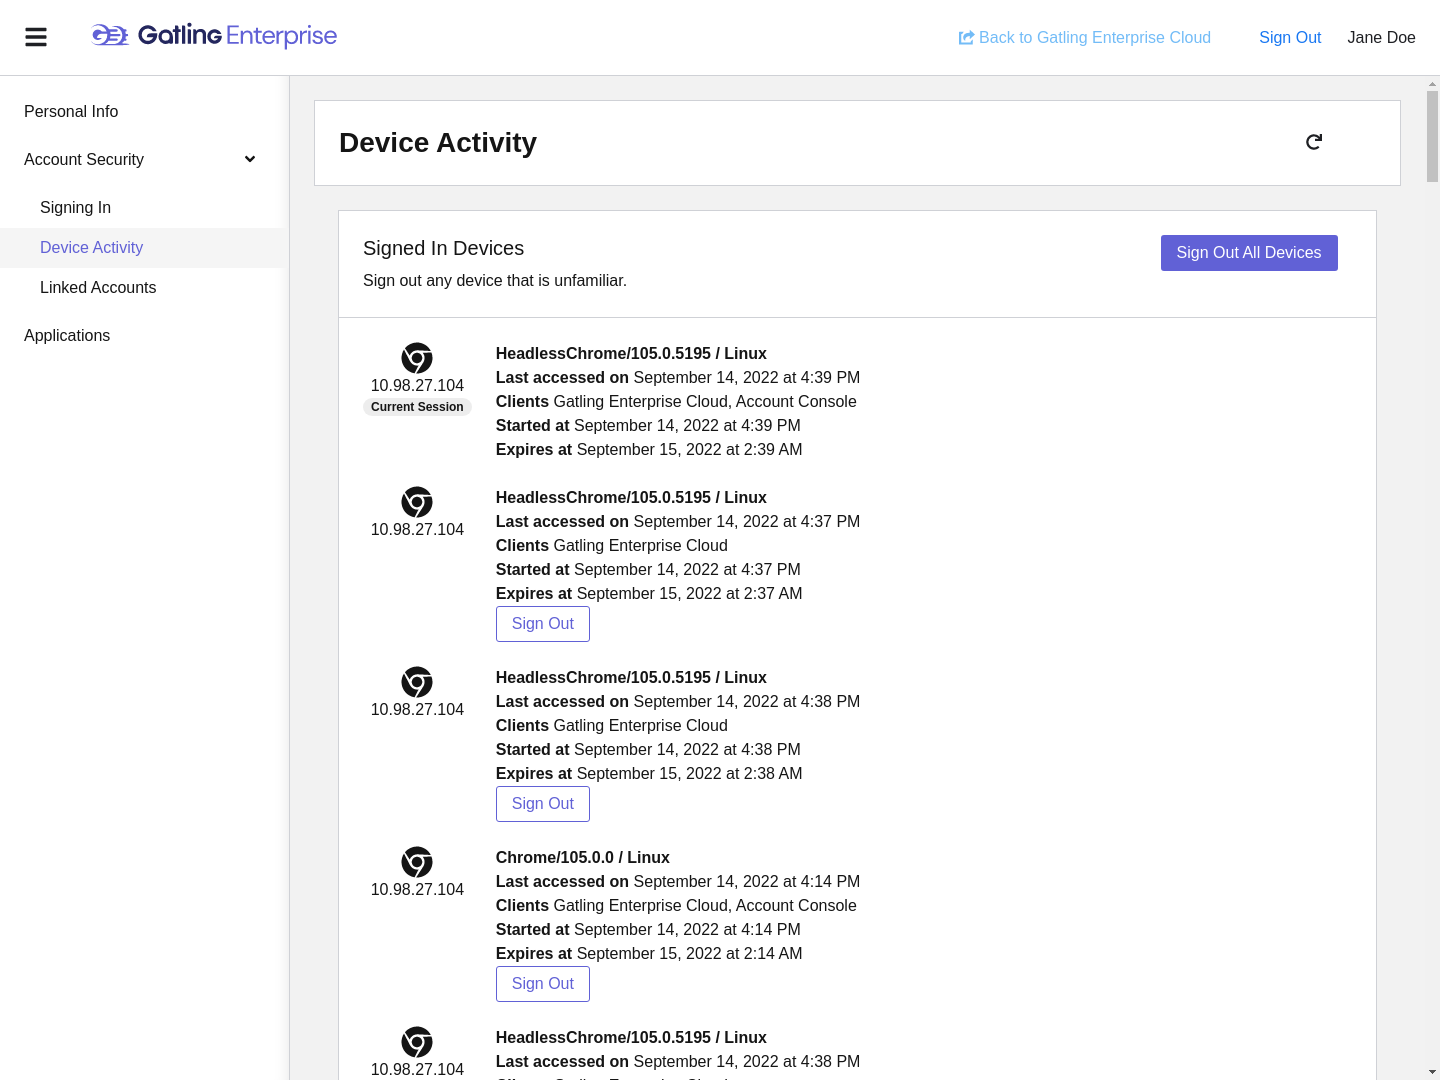 Gatling Enterprise
Back to Gatling Enterprise Cloud
Sign Out
Jane Doe
Personal Info
Account Security
Signing In
Device Activity
Linked Accounts
Applications
Device Activity
Signed In Devices
Sign out any device that is unfamiliar.
Sign Out All Devices
10.98.27.104
Current Session
HeadlessChrome/105.0.5195 / Linux
Last accessed on September 14, 2022 at 4:39 PM
Clients Gatling Enterprise Cloud, Account Console
Started at September 14, 2022 at 4:39 PM
Expires at September 15, 2022 at 2:39 AM
10.98.27.104
HeadlessChrome/105.0.5195 / Linux
Last accessed on September 14, 2022 at 4:37 PM
Clients Gatling Enterprise Cloud
Started at September 14, 2022 at 4:37 PM
Expires at September 15, 2022 at 2:37 AM
Sign Out
10.98.27.104
HeadlessChrome/105.0.5195 / Linux
Last accessed on September 14, 2022 at 4:38 PM
Clients Gatling Enterprise Cloud
Started at September 14, 2022 at 4:38 PM
Expires at September 15, 2022 at 2:38 AM
Sign Out
10.98.27.104
Chrome/105.0.0 / Linux
Last accessed on September 14, 2022 at 4:14 PM
Clients Gatling Enterprise Cloud, Account Console
Started at September 14, 2022 at 4:14 PM
Expires at September 15, 2022 at 2:14 AM
Sign Out
10.98.27.104
HeadlessChrome/105.0.5195 / Linux
Last accessed on September 14, 2022 at 4:38 PM